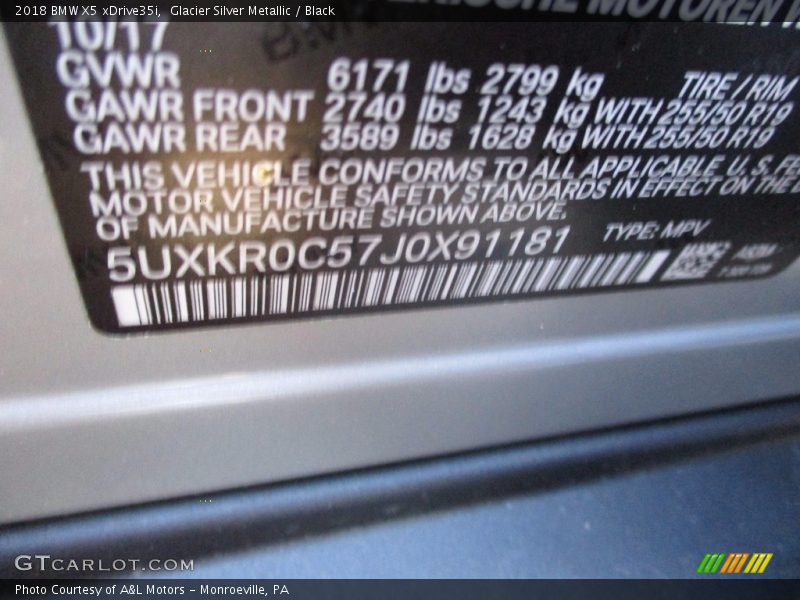 2018 BMW X5 xDrive35i, Glacier Silver Metallic / Black
MOTOREN
10/17
GVWR 6171 lbs 2799 kg TIRE / RIM
GAWR FRONT 2740 lbs 1243 kg WITH 255/50 R19
GAWR REAR 3589 lbs 1628 kg WITH 255/50 R19
THIS VEHICLE CONFORMS TO ALL APPLICABLE U.S. FE
MOTOR VEHICLE SAFETY STANDARDS IN EFFECT ON THE D
OF MANUFACTURE SHOWN ABOVE.
5UXKR0C57J0X91181 TYPE: MPV
GTCARLOT.COM
Photo Courtesy of A&L Motors – Monroeville, PA